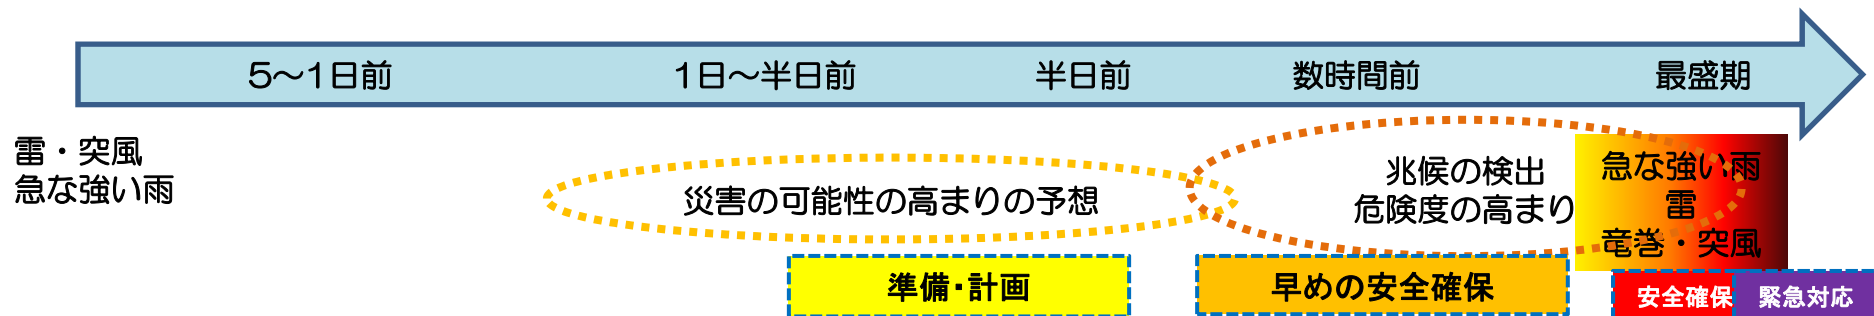 5～1日前
1日～半日前
半日前
数時間前
最盛期
雷・突風
急な強い雨
災害の可能性の高まりの予想
兆候の検出
危険度の高まり
急な強い雨
雷
竜巻・突風
準備・計画
早めの安全確保
安全確保
緊急対応